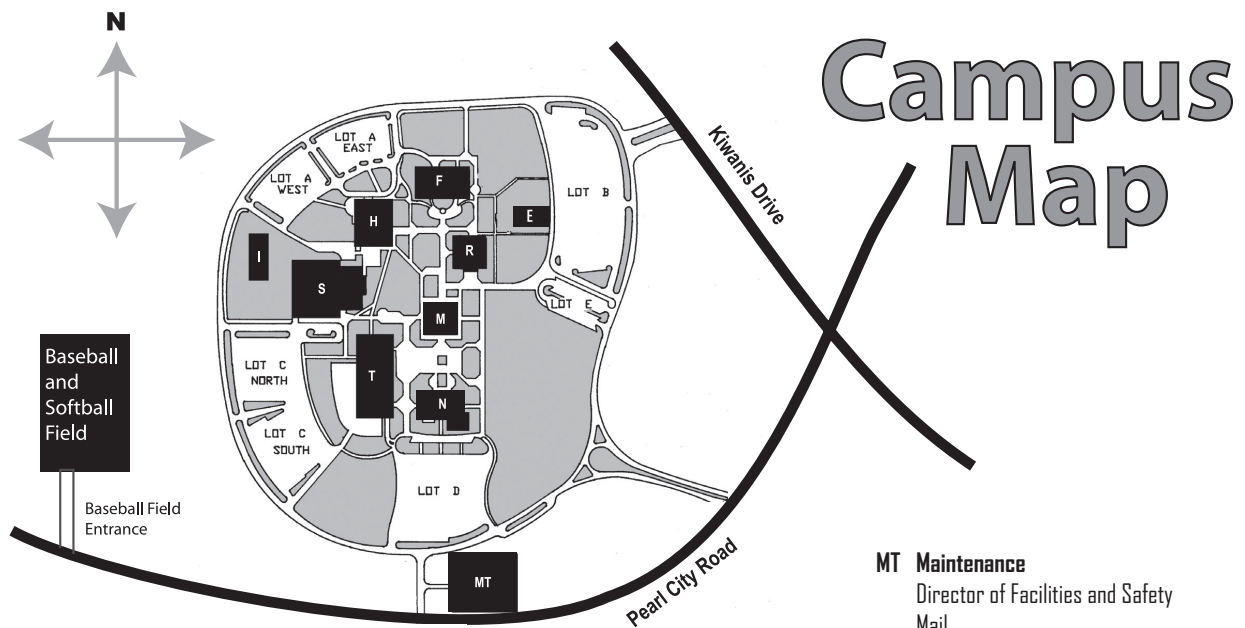 N
Campus
Map
Kiwanis Drive
LOT A
EAST
LOT A
WEST
F
LOT B
H
E
I
R
S
LOT E
M
Baseball
and
Softball
Field
LOT C
NORTH
T
N
LOT C
SOUTH
LOT D
Baseball Field
Entrance
MT
Pearl City Road
MT Maintenance
Director of Facilities and Safety
Mail